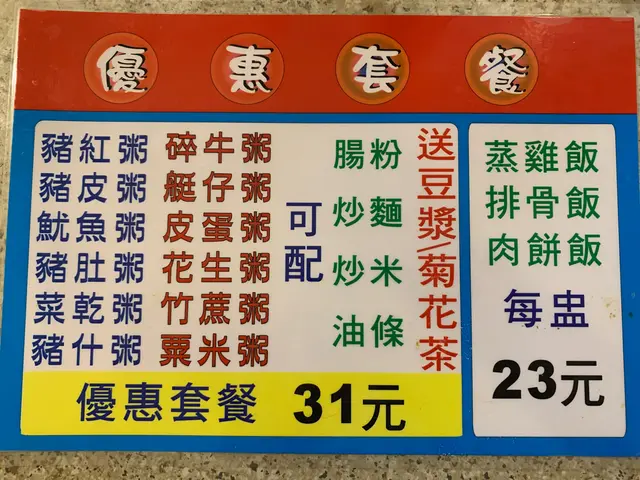 優惠套餐
豬紅粥 碎牛粥
豬皮粥 艇仔粥
魷魚粥 皮蛋粥
豬肚粥 花生粥
菜乾粥 竹蔗粥
豬什粥 粟米粥
可配
腸粉
炒麵
炒米
油條
送豆漿/菊花茶
優惠套餐 31元
蒸雞飯
排骨飯
肉餅飯
每盅
23元